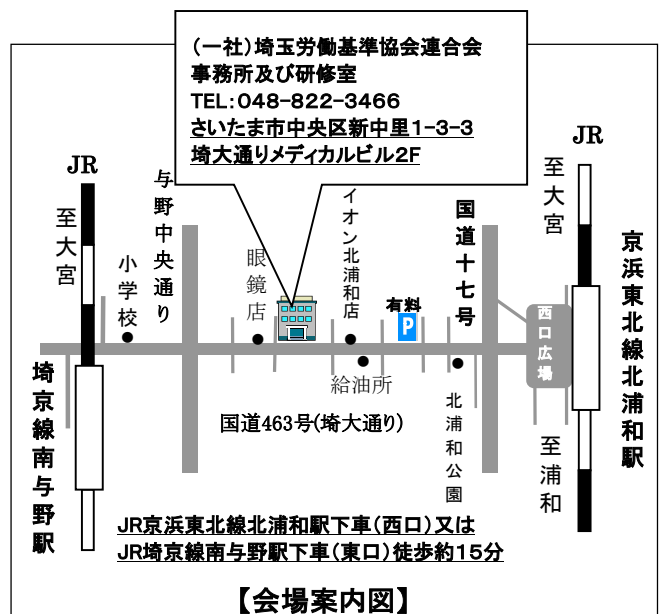 （一社）埼玉労働基準協会連合会
事務所及び研修室
TEL：048-822-3466
さいたま市中央区新中里1-3-3
埼大通りメディカルビル2F
JR
至大宮
小学校
与野中央通り
眼鏡店
イオン北浦和店
有料
P
国道十七号
JR
至大宮
京浜東北線北浦和駅
西口広場
埼京線南与野駅
給油所
国道463号（埼大通り）
北浦和公園
至浦和
JR京浜東北線北浦和駅下車（西口）又は
JR埼京線南与野駅下車（東口）徒歩約15分
【会場案内図】